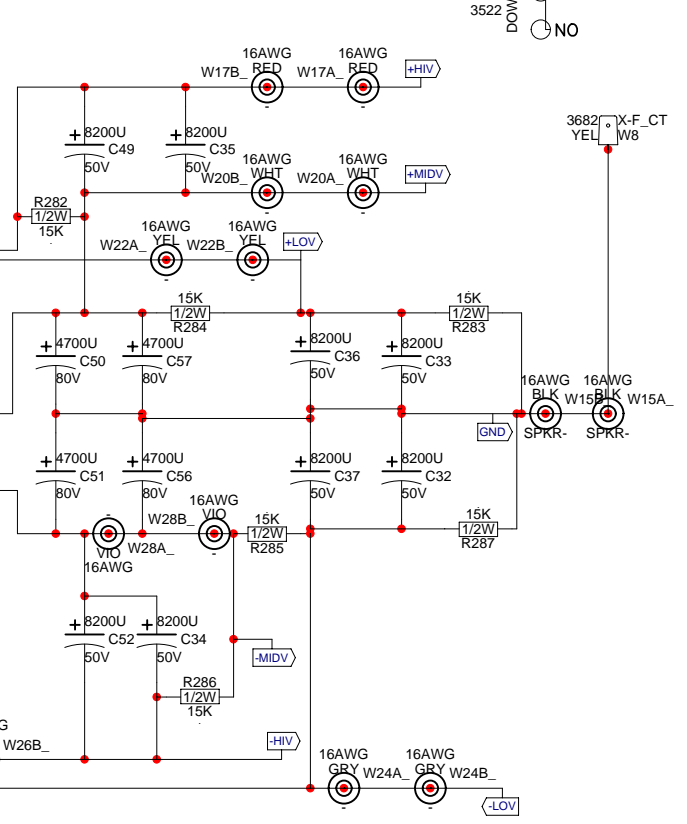 3522
DOW
NO
16AWG
RED
W17B_
16AWG
RED
W17A_
+HIV
3682
YEL
X-F_CT
W8
+
8200U
C49
50V
+
8200U
C35
50V
16AWG
WHT
W20B_
-
16AWG
WHT
W20A_
-
+MIDV
R282
1/2W
15K
16AWG
YEL
W22A_
-
16AWG
YEL
W22B_
-
+LOV
15K
1/2W
R284
15K
1/2W
R283
+
4700U
C50
80V
+
4700U
C57
80V
+
8200U
C36
50V
+
8200U
C33
50V
16AWG
BLK
W15B
SPKR-
16AWG
BLK
W15A_
SPKR-
GND
+
4700U
C51
80V
+
4700U
C56
80V
+
8200U
C37
50V
+
8200U
C32
50V
-
VIO
16AWG
W28A_
16AWG
VIO
W28B_
-
15K
1/2W
R285
15K
1/2W
R287
+
8200U
C52
50V
+
8200U
C34
50V
-MIDV
R286
1/2W
15K
G
W26B_
-HIV
16AWG
GRY
W24A_
-
16AWG
GRY
W24B_
-
-LOV